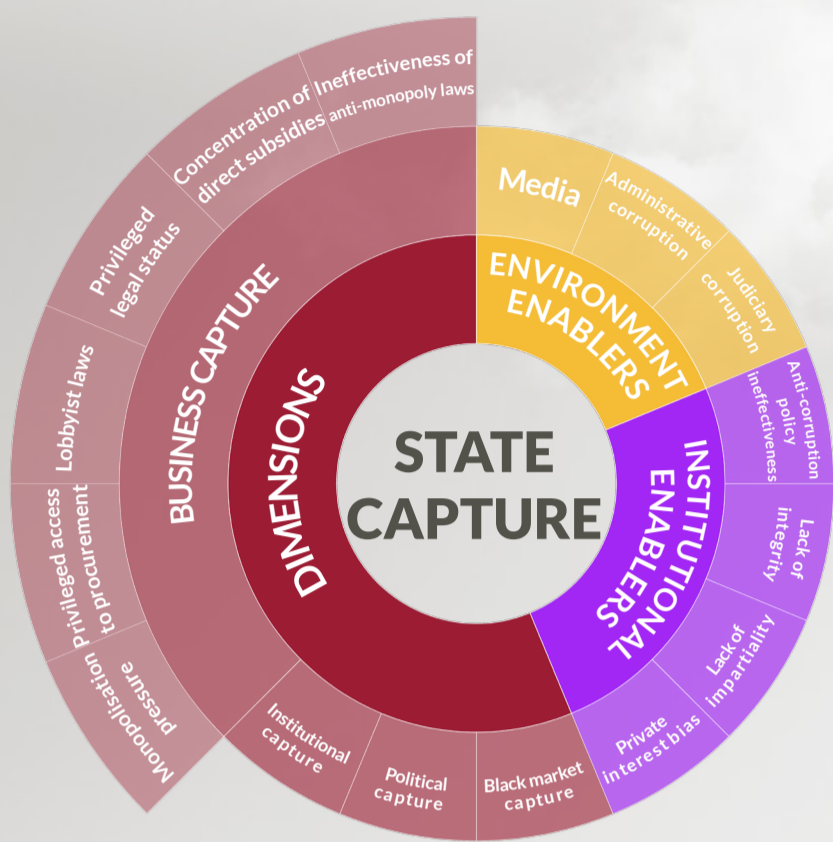 STATE
CAPTURE
DIMENSIONS
BUSINESS CAPTURE
Ineffectiveness of
anti-monopoly laws
Concentration of
direct subsidies
Privileged
legal status
Lobbyist laws
Privileged access
to procurement
Monopolisation
pressure
Institutional
capture
Political
capture
Black market
capture
ENVIRONMENT
ENABLERS
Media
Administrative
corruption
Judiciary
corruption
INSTITUTIONAL
ENABLERS
Anti-corruption
policy
ineffectiveness
Lack of
integrity
Lack of
impartiality
Private
interest bias